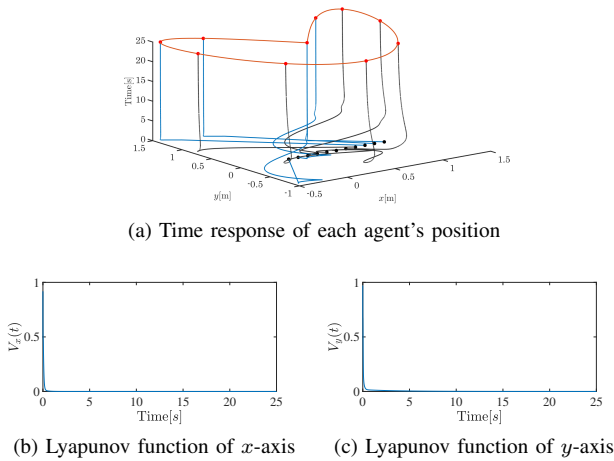 25
20
15
10
5
0
Time[s]
1.5
1
0.5
0
-0.5
-1
y[m]
-0.5
0
0.5
1
1.5
x[m]
(a) Time response of each agent's position
1
0.5
0
V_x(t)
0 5 10 15 20 25
Time[s]
(b) Lyapunov function of x-axis
1
0.5
0
V_y(t)
0 5 10 15 20 25
Time[s]
(c) Lyapunov function of y-axis